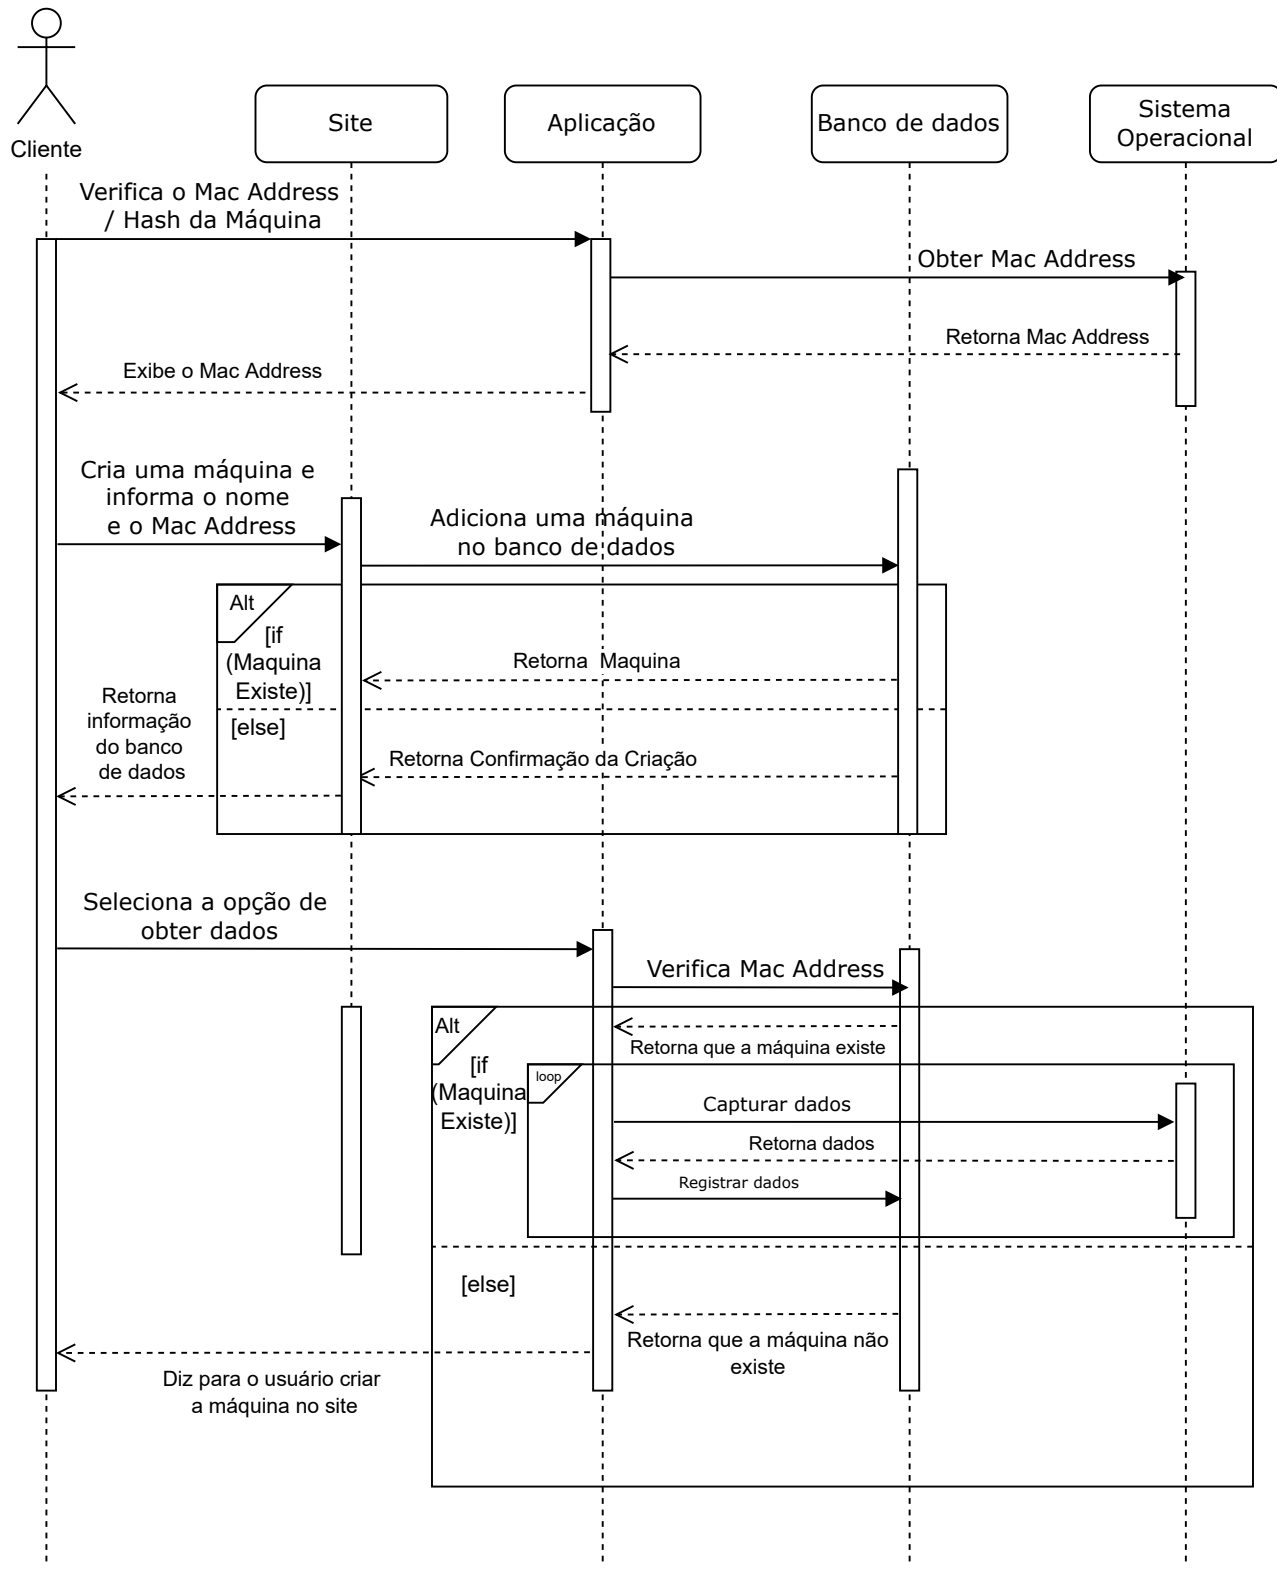 Cliente
Site
Aplicação
Banco de dados
Sistema
Operacional
Verifica o Mac Address
/ Hash da Máquina
Obter Mac Address
Retorna Mac Address
Exibe o Mac Address
Cria uma máquina e
informa o nome
e o Mac Address
Adiciona uma máquina
no banco de dados
Alt
[if
(Maquina
Existe)]
Retorna Maquina
[else]
Retorna
informação
do banco
de dados
Retorna Confirmação da Criação
Seleciona a opção de
obter dados
Verifica Mac Address
Alt
[if
(Maquina
Existe)]
Retorna que a máquina existe
loop
Capturar dados
Retorna dados
Registrar dados
[else]
Retorna que a máquina não
existe
Diz para o usuário criar
a máquina no site